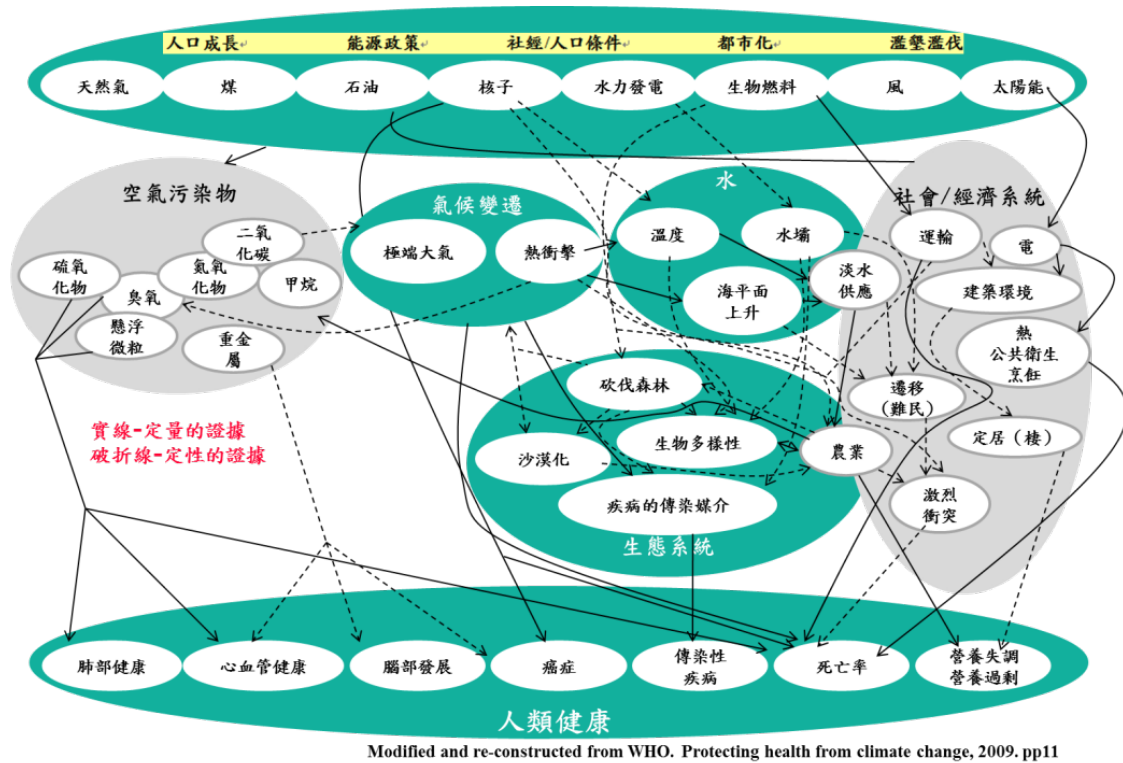 人口成長 能源政策 社經/人口條件 都市化 濫墾濫伐
天然氣 煤 石油 核子 水力發電 生物燃料 風 太陽能
空氣污染物
二氧
化碳
硫氧
化物
臭氧
氮氧
化物
甲烷
懸浮
微粒
重金
屬
氣候變遷
極端大氣
熱衝擊
水
溫度
水壩
海平面
上升
淡水
供應
社會/經濟系統
運輸
電
建築環境
熱
公共衛生
烹飪
遷移
(難民)
定居(棲)
激烈
衝突
砍伐森林
生物多樣性
農業
沙漠化
疾病的傳染媒介
生態系統
實線-定量的證據
破折線-定性的證據
肺部健康
心血管健康
腦部發展
癌症
傳染性
疾病
死亡率
營養失調
營養過剩
人類健康
Modified and re-constructed from WHO. Protecting health from climate change, 2009. pp11